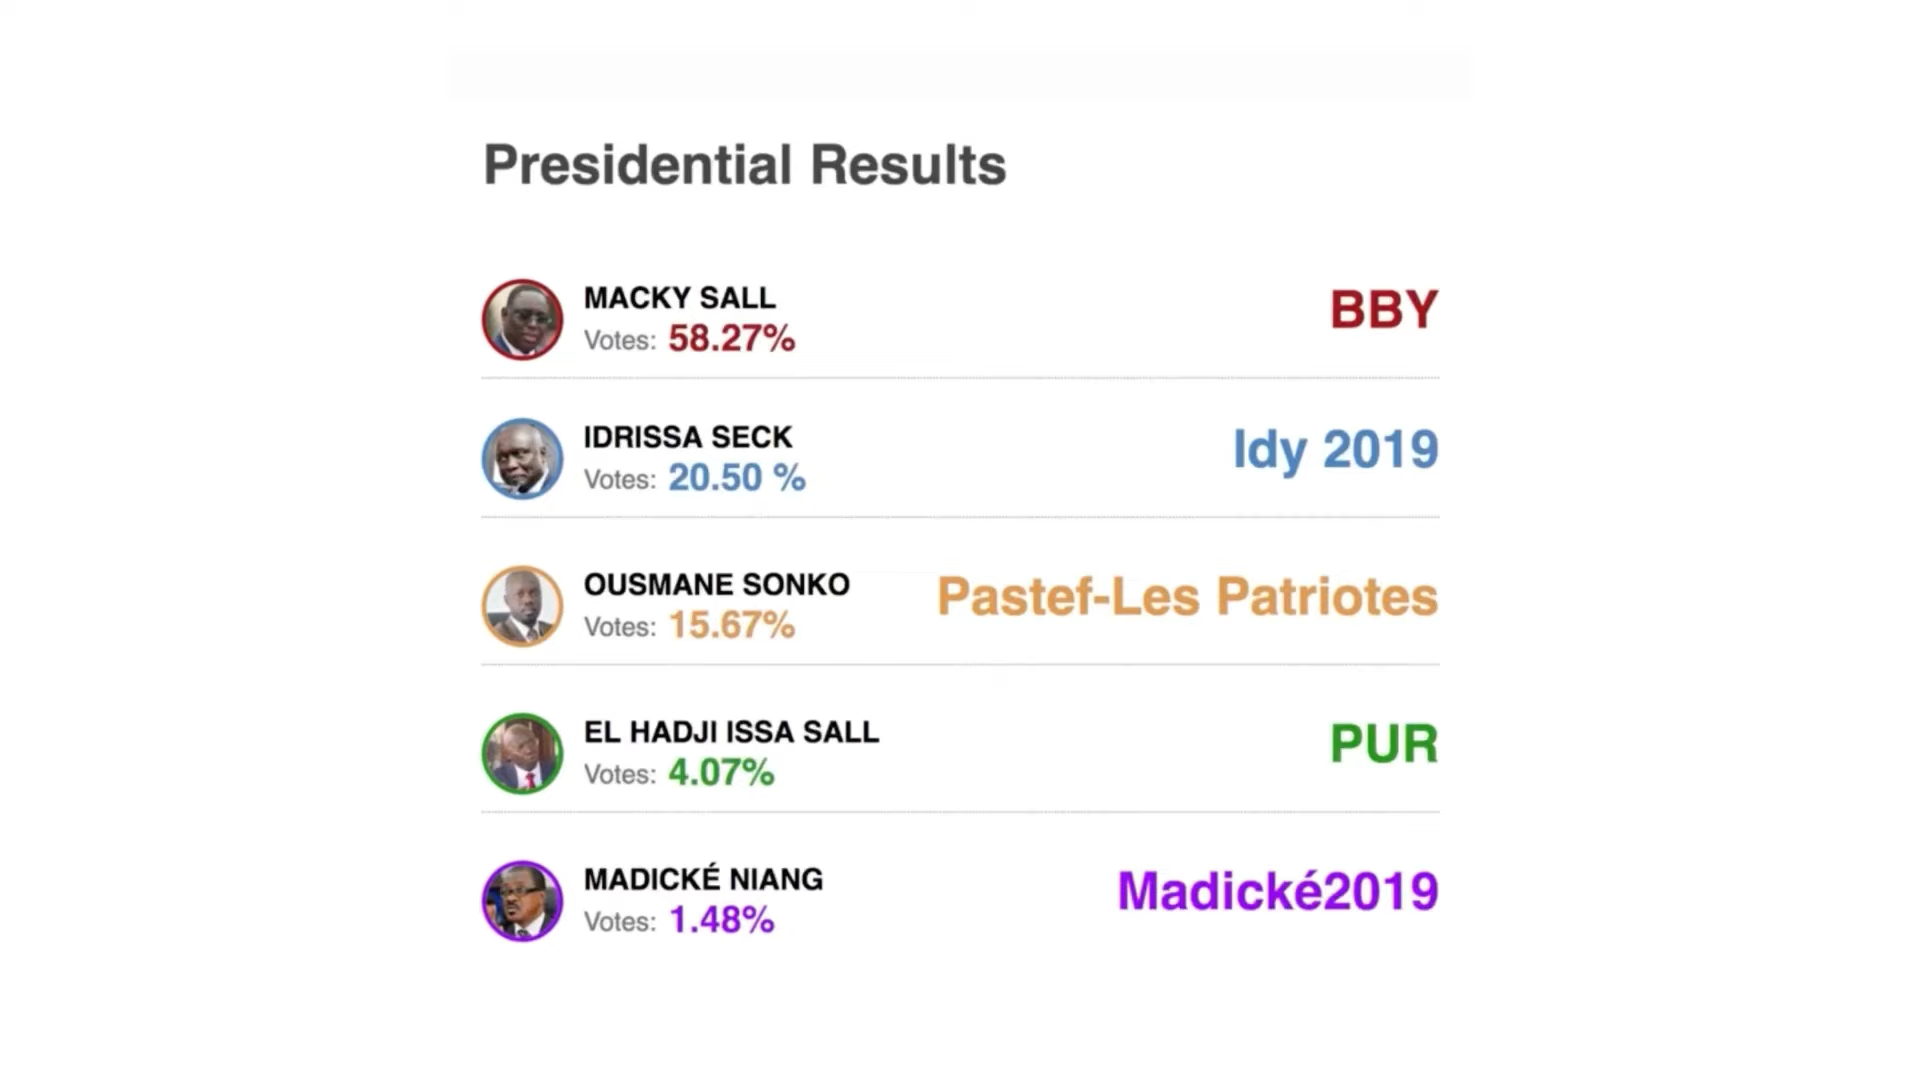 Presidential Results
MACKY SALL
BBY
Votes: 58.27%
IDRISSA SECK
Idy 2019
Votes: 20.50 %
OUSMANE SONKO
Pastef-Les Patriotes
Votes: 15.67%
EL HADJI ISSA SALL
PUR
Votes: 4.07%
MADICKÉ NIANG
Madické2019
Votes: 1.48%